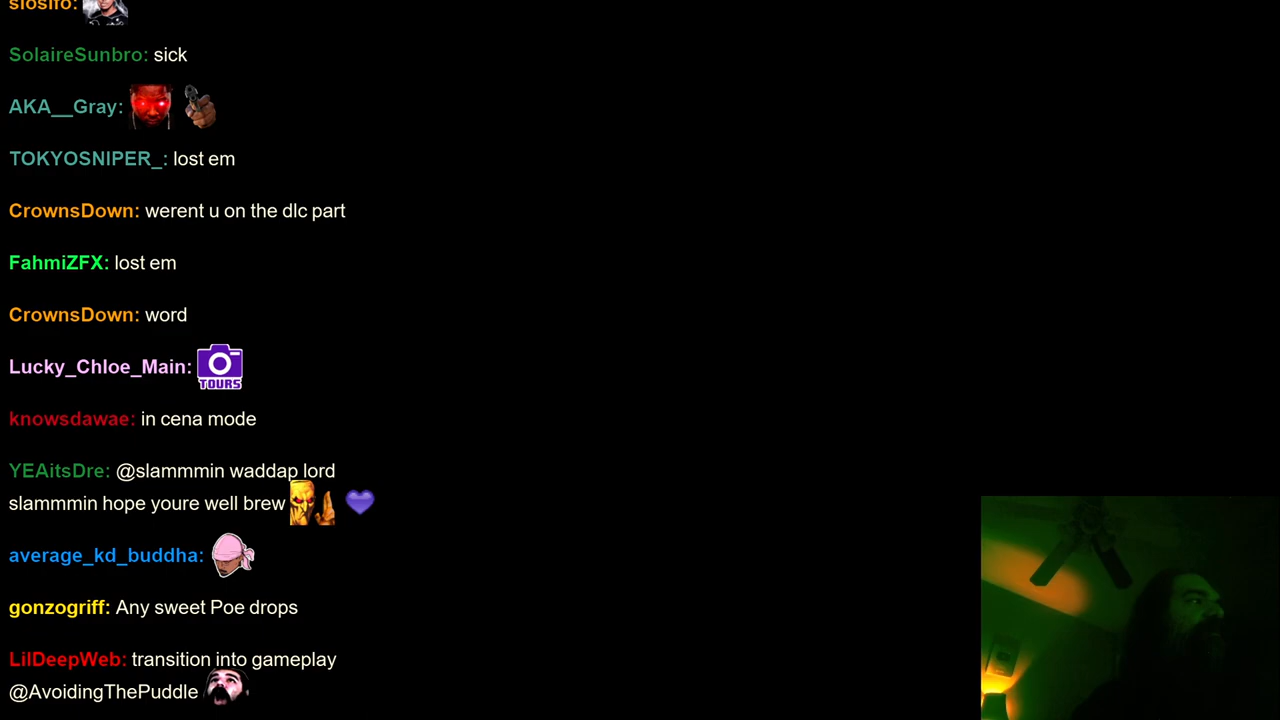 slosifo:
SolaireSunbro: sick
AKA__Gray:
TOKYOSNIPER_: lost em
CrownsDown: werent u on the dlc part
FahmiZFX: lost em
CrownsDown: word
Lucky_Chloe_Main: TOURS
knowsdawae: in cena mode
YEAitsDre: @slammmin waddap lord
slammmin hope youre well brew
average_kd_buddha:
gonzogriff: Any sweet Poe drops
LilDeepWeb: transition into gameplay
@AvoidingThePuddle